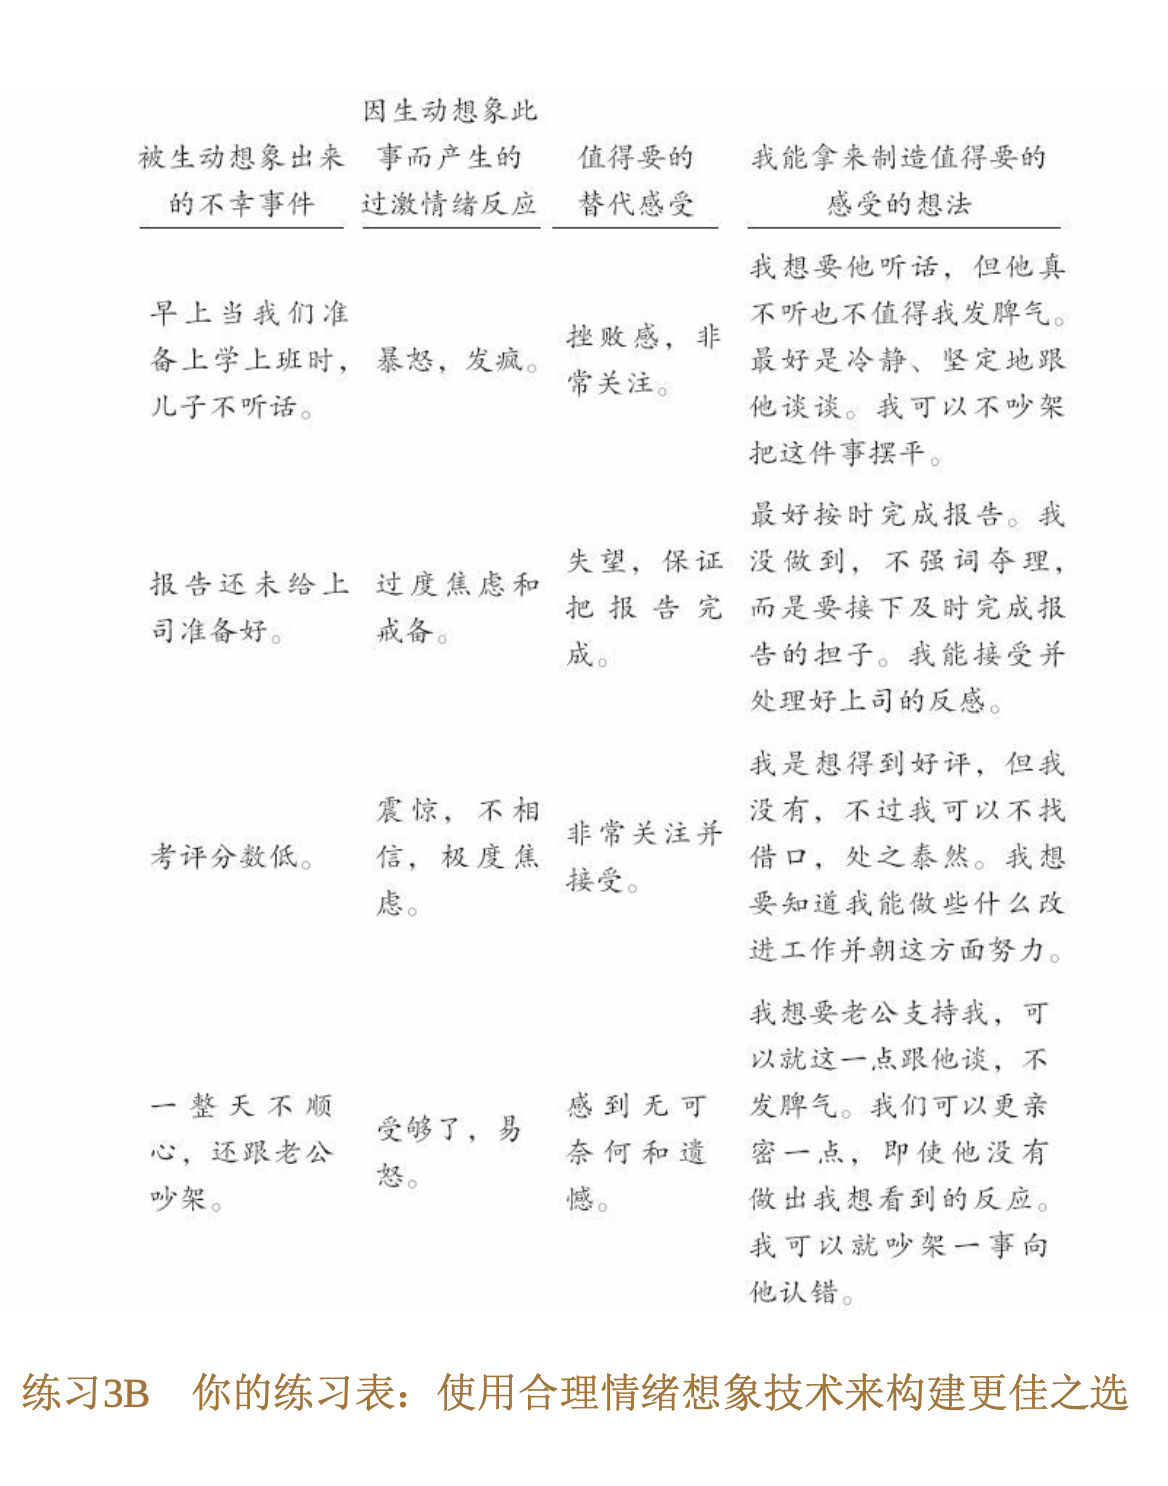 因生动想象此
被生动想象出来 事而产生的 值得要的 我能拿来制造值得要的
的不幸事件 过激情绪反应 替代感受 感受的想法
早上当我们准
备上学上班时，
儿子不听话。
暴怒，发疯。
挫败感，非
常关注。
我想要他听话，但他真
不听也不值得我发脾气。
最好是冷静、坚定地跟
他谈谈。我可以不吵架
把这件事摆平。
报告还未给上
司准备好。
过度焦虑和
戒备。
失望，保证
把报告完
成。
最好按时完成报告。我
没做到，不强词夺理，
而是要接下及时完成报
告的担子。我能接受并
处理好上司的反感。
考评分数低。
震惊，不相
信，极度焦
虑。
非常关注并
接受。
我是想得到好评，但我
没有，不过我可以不找
借口，处之泰然。我想
要知道我能做些什么改
进工作并朝这方面努力。
一整天不顺
心，还跟老公
吵架。
受够了，易
怒。
感到无可
奈何和遗
憾。
我想要老公支持我，可
以就这一点跟他谈，不
发脾气。我们可以更亲
密一点，即使他没有
做出我想看到的反应。
我可以就吵架一事向
他认错。
练习3B 你的练习表：使用合理情绪想象技术来构建更佳之选